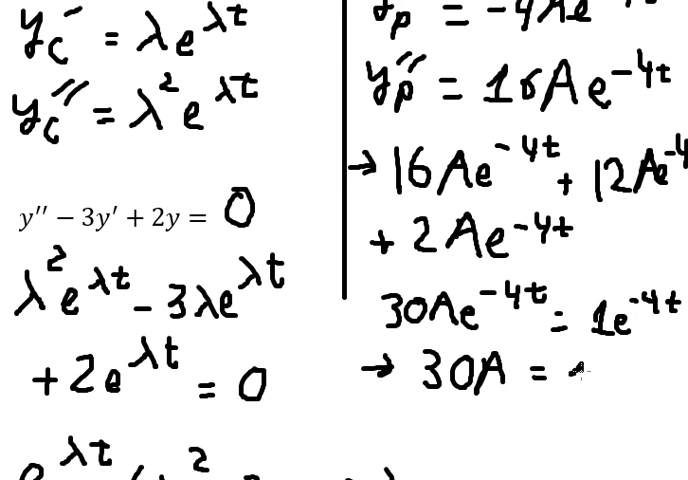 y_c' = λe^{λt}
y_c'' = λ²e^{λt}
y'' − 3y' + 2y = 0
λ²e^{λt} - 3λe^{λt}
+ 2e^{λt} = 0
y_p'' = 16Ae^{-4t}
→ 16Ae^{-4t} + 12Ae^{-4
+ 2Ae^{-4t}
30Ae^{-4t} = 1e^{-4t}
→ 30A =